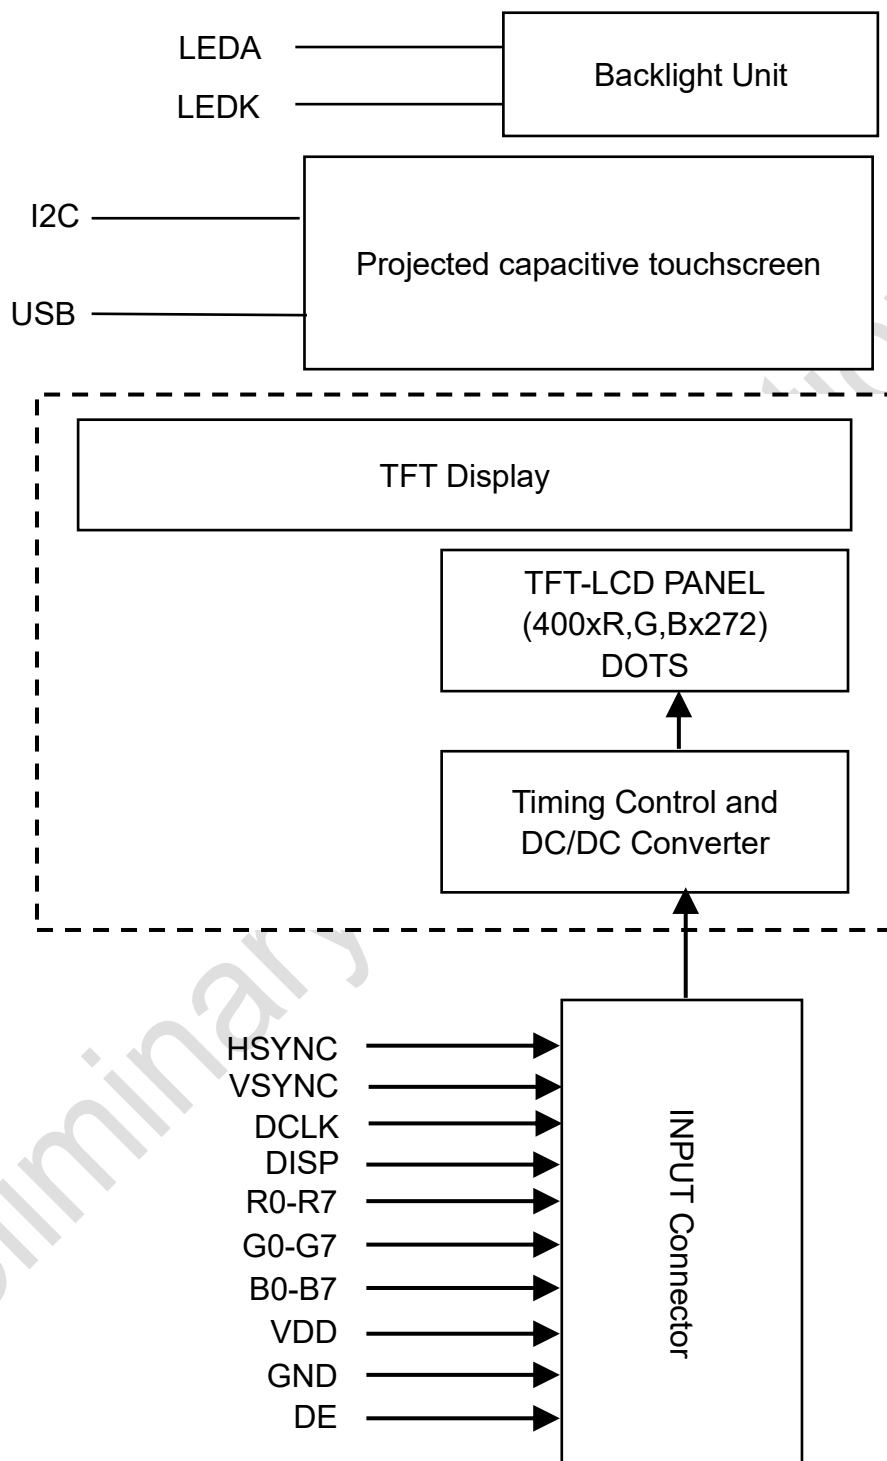 LEDA
Backlight Unit
LEDK
I2C
Projected capacitive touchscreen
USB
TFT Display
TFT-LCD PANEL
(400xR,G,Bx272)
DOTS
Timing Control and
DC/DC Converter
HSYNC
VSYNC
DCLK
DISP
R0-R7
G0-G7
B0-B7
VDD
GND
DE
INPUT Connector